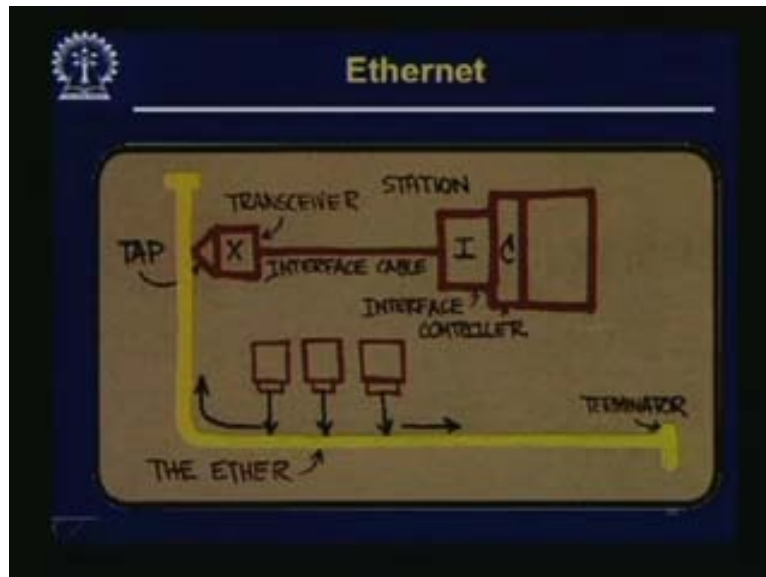 Ethernet
STATION
TRANSCEIVER
TAP
X
I
C
INTERFACE CABLE
INTERFACE
CONTROLLER
TERMINATOR
THE ETHER